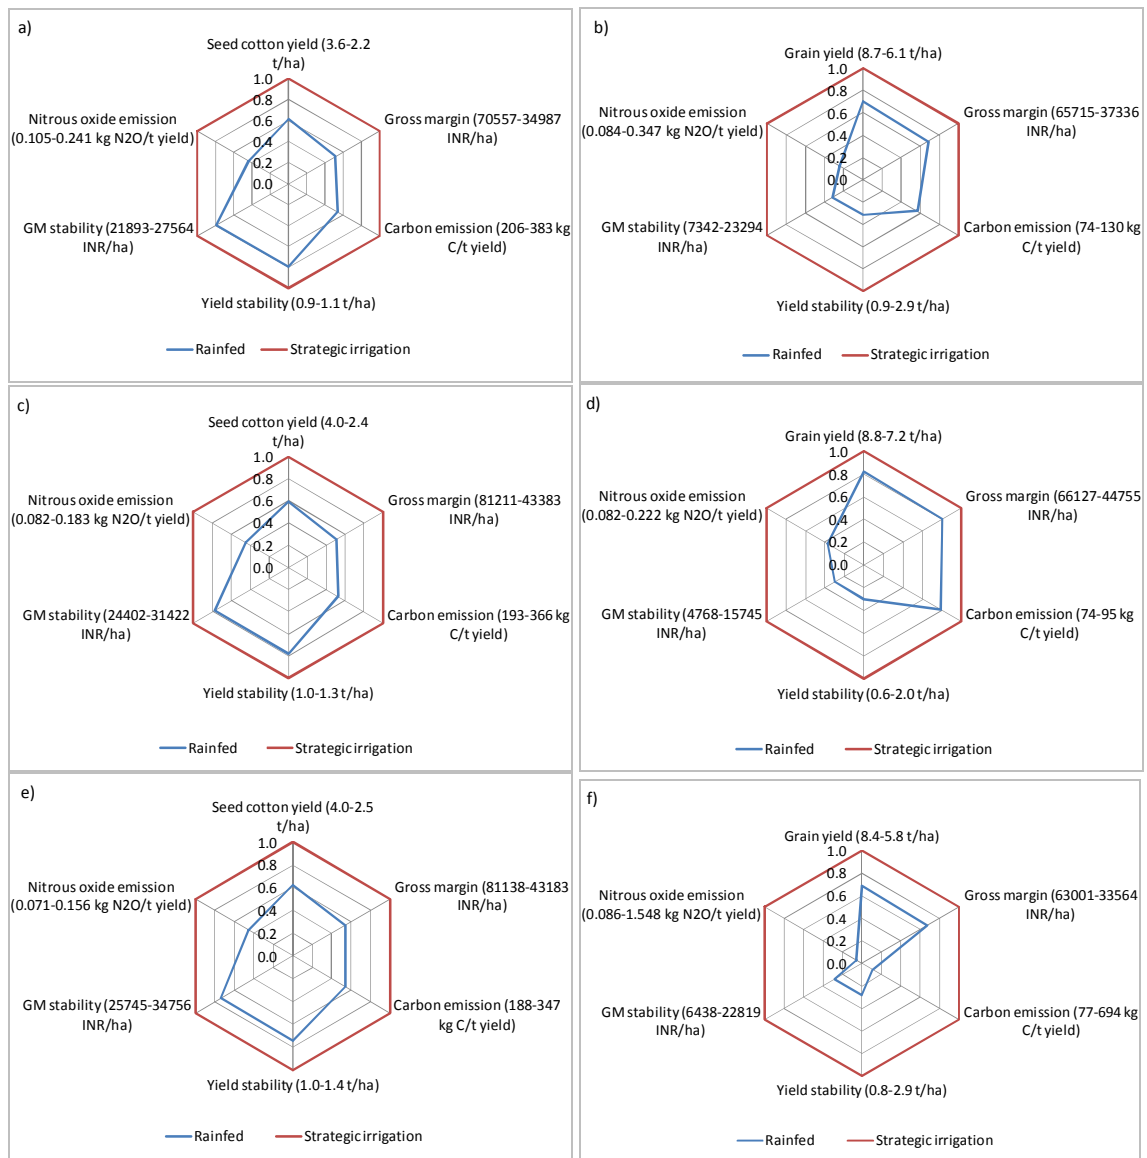 a)
Seed cotton yield (3.6-2.2
t/ha)
1.0
0.8
0.6
0.4
0.2
0.0
Gross margin (70557-34987
INR/ha)
Carbon emission (206-383 kg
C/t yield)
Yield stability (0.9-1.1 t/ha)
GM stability (21893-27564
INR/ha)
Nitrous oxide emission
(0.105-0.241 kg N2O/t yield)
Rainfed
Strategic irrigation
b)
Grain yield (8.7-6.1 t/ha)
1.0
0.8
0.6
0.4
0.2
0.0
Gross margin (65715-37336
INR/ha)
Carbon emission (74-130 kg
C/t yield)
Yield stability (0.9-2.9 t/ha)
GM stability (7342-23294
INR/ha)
Nitrous oxide emission
(0.084-0.347 kg N2O/t yield)
Rainfed
Strategic irrigation
c)
Seed cotton yield (4.0-2.4
t/ha)
1.0
0.8
0.6
0.4
0.2
0.0
Gross margin (81211-43383
INR/ha)
Carbon emission (193-366 kg
C/t yield)
Yield stability (1.0-1.3 t/ha)
GM stability (24402-31422
INR/ha)
Nitrous oxide emission
(0.082-0.183 kg N2O/t yield)
Rainfed
Strategic irrigation
d)
Grain yield (8.8-7.2 t/ha)
1.0
0.8
0.6
0.4
0.2
0.0
Gross margin (66127-44755
INR/ha)
Carbon emission (74-95 kg
C/t yield)
Yield stability (0.6-2.0 t/ha)
GM stability (4768-15745
INR/ha)
Nitrous oxide emission
(0.082-0.222 kg N2O/t yield)
Rainfed
Strategic irrigation
e)
Seed cotton yield (4.0-2.5
t/ha)
1.0
0.8
0.6
0.4
0.2
0.0
Gross margin (81138-43183
INR/ha)
Carbon emission (188-347
kg C/t yield)
Yield stability (1.0-1.4 t/ha)
GM stability (25745-34756
INR/ha)
Nitrous oxide emission
(0.071-0.156 kg N2O/t yield)
Rainfed
Strategic irrigation
f)
Grain yield (8.4-5.8 t/ha)
1.0
0.8
0.6
0.4
0.2
0.0
Gross margin (63001-33564
INR/ha)
Carbon emission (77-694 kg
C/t yield)
Yield stability (0.8-2.9 t/ha)
GM stability (6438-22819
INR/ha)
Nitrous oxide emission
(0.086-1.548 kg N2O/t yield)
Rainfed
Strategic irrigation